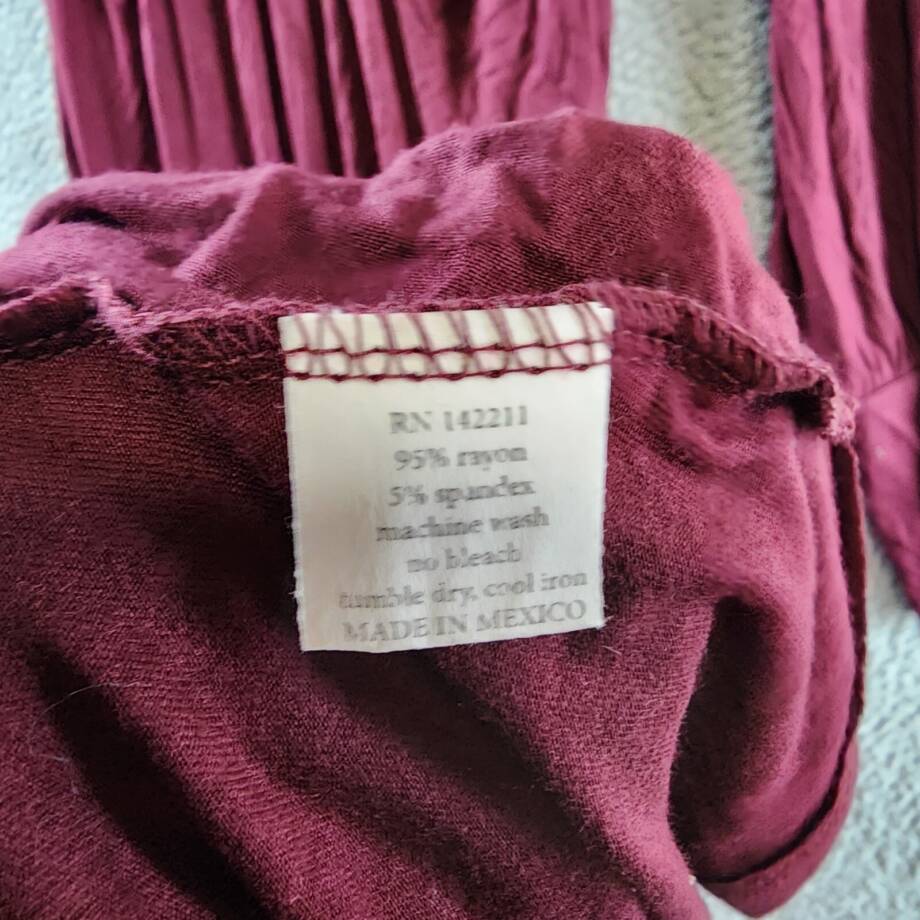 RN 142211
95% rayon
5% spandex
machine wash
no bleach
tumble dry, cool iron
MADE IN MEXICO